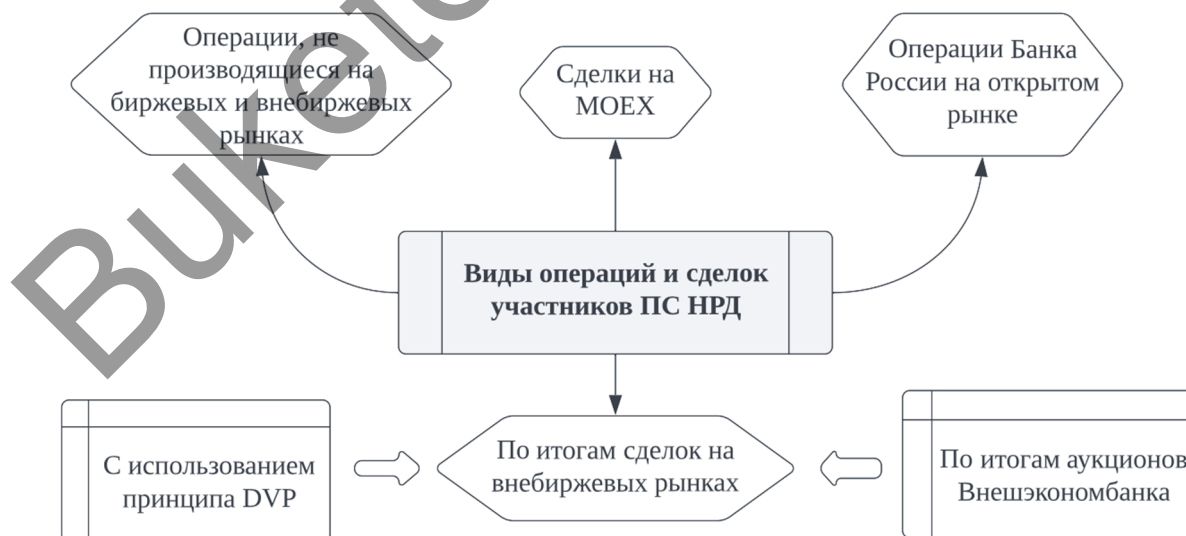 Операции, не
производящиеся на
биржевых и внебиржевых
рынках
Сделки на
MOEX
Операции Банка
России на открытом
рынке
Виды операций и сделок
участников ПС НРД
С использованием
принципа DVP
По итогам сделок на
внебиржевых рынках
По итогам аукционов
Внешэкономбанка